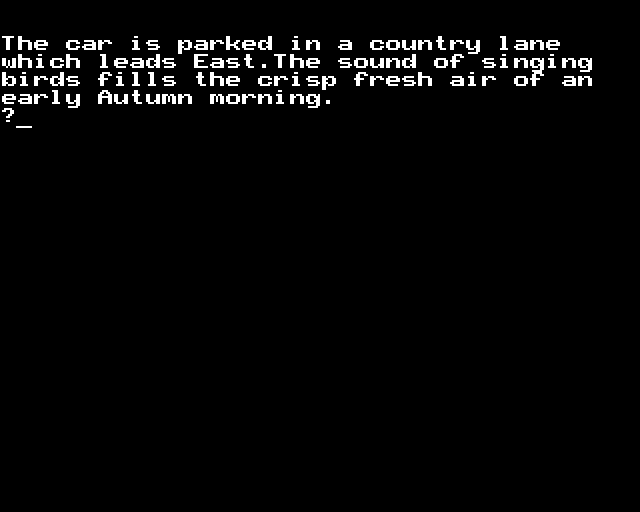 The car is parked in a country lane
which leads East.The sound of singing
birds fills the crisp fresh air of an
early Autumn morning.
?_